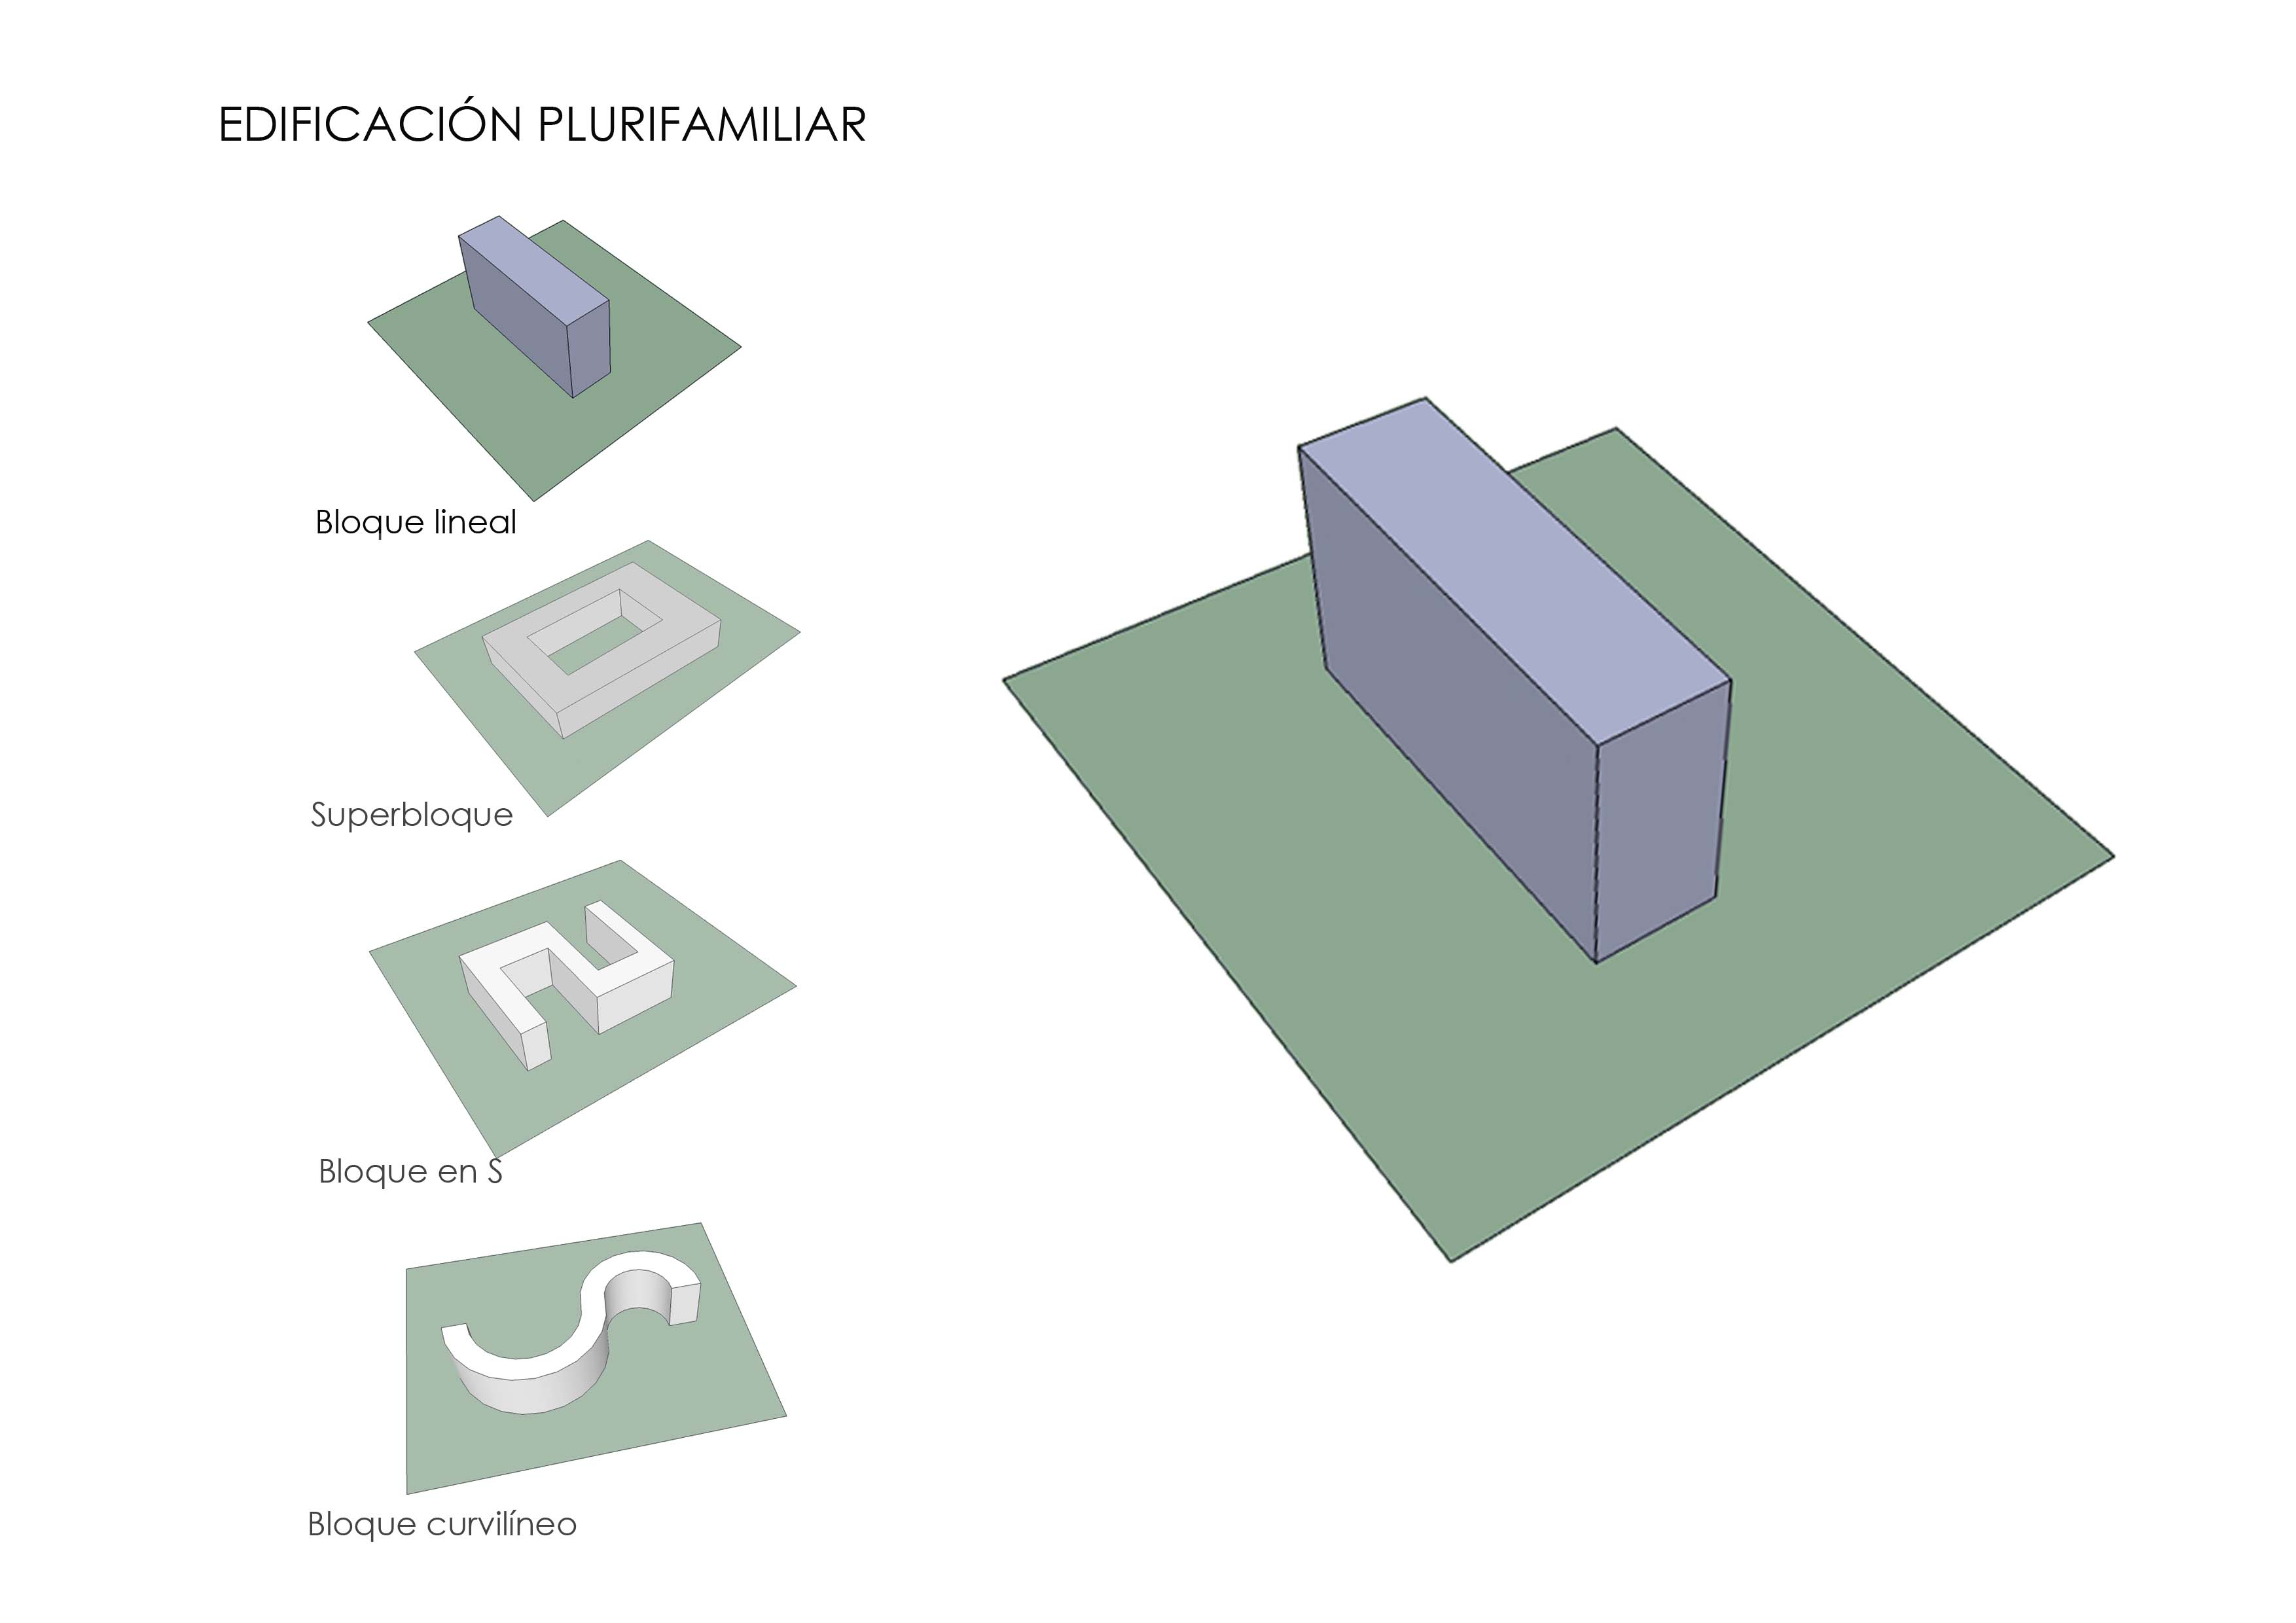 EDIFICACIÓN PLURIFAMILIAR
Bloque lineal
Superbloque
Bloque en S
Bloque curvilíneo